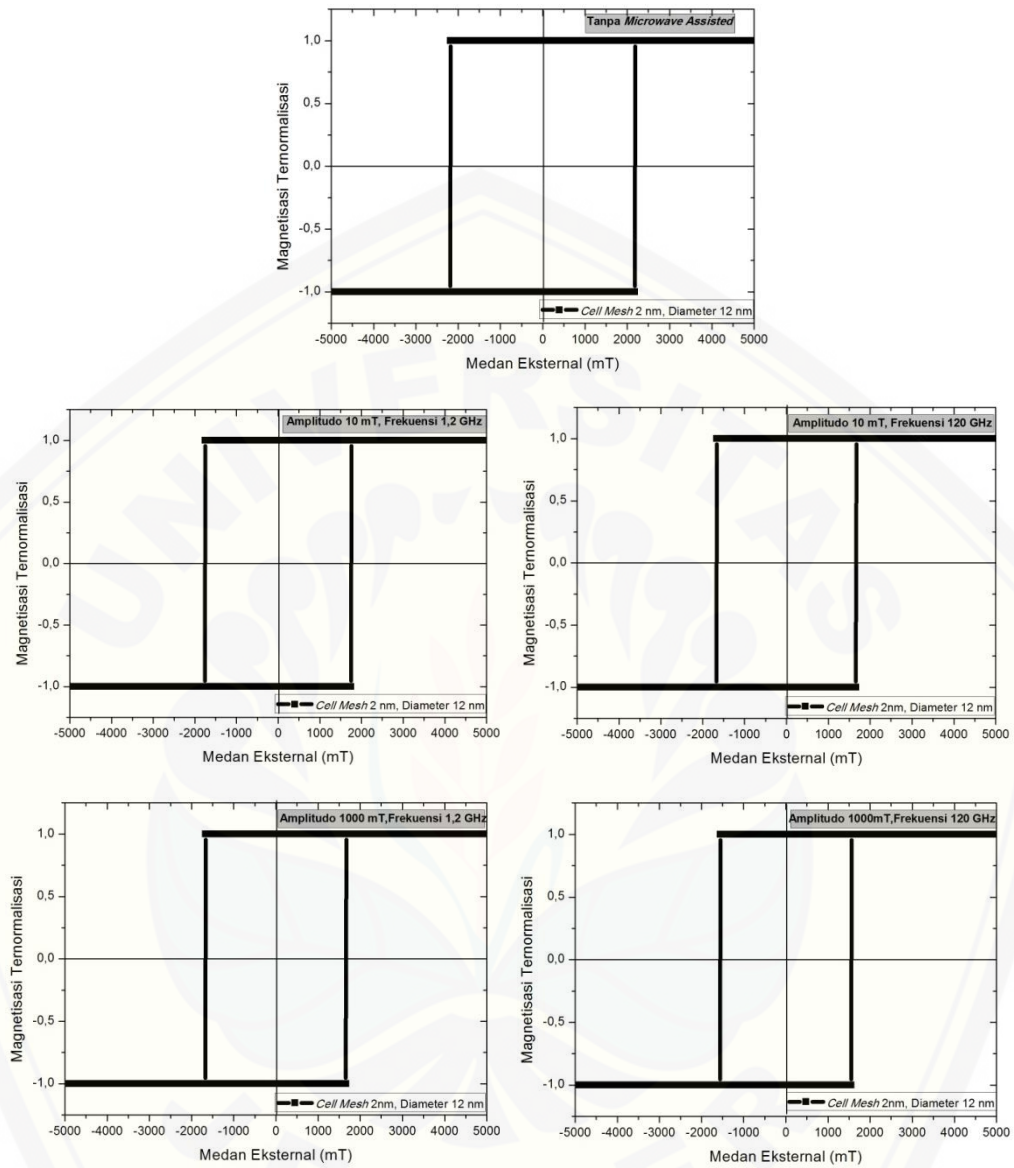 Tanpa Microwave Assisted
Magnetisasi Ternormalisasi
1,0
0,5
0,0
-0,5
-1,0
Cell Mesh 2 nm, Diameter 12 nm
-5000 -4000 -3000 -2000 -1000 0 1000 2000 3000 4000 5000
Medan Eksternal (mT)
Amplitudo 10 mT, Frekuensi 1,2 GHz
Magnetisasi Ternormalisasi
1,0
0,5
0,0
-0,5
-1,0
Cell Mesh 2 nm, Diameter 12 nm
-5000 -4000 -3000 -2000 -1000 0 1000 2000 3000 4000 5000
Medan Eksternal (mT)
Amplitudo 10 mT, Frekuensi 120 GHz
Magnetisasi Ternormalisasi
1,0
0,5
0,0
-0,5
-1,0
Cell Mesh 2nm, Diameter 12 nm
-5000 -4000 -3000 -2000 -1000 0 1000 2000 3000 4000 5000
Medan Eksternal (mT)
Amplitudo 1000 mT,Frekuensi 1,2 GHz
Magnetisasi Ternormalisasi
1,0
0,5
0,0
-0,5
-1,0
Cell Mesh 2nm, Diameter 12 nm
-5000 -4000 -3000 -2000 -1000 0 1000 2000 3000 4000 5000
Medan Eksternal (mT)
Amplitudo 1000mT,Frekuensi 120 GHz
Magnetisasi Ternormalisasi
1,0
0,5
0,0
-0,5
-1,0
Cell Mesh 2nm, Diameter 12 nm
-5000 -4000 -3000 -2000 -1000 0 1000 2000 3000 4000 5000
Medan Eksternal (mT)
UNIVERSITAS